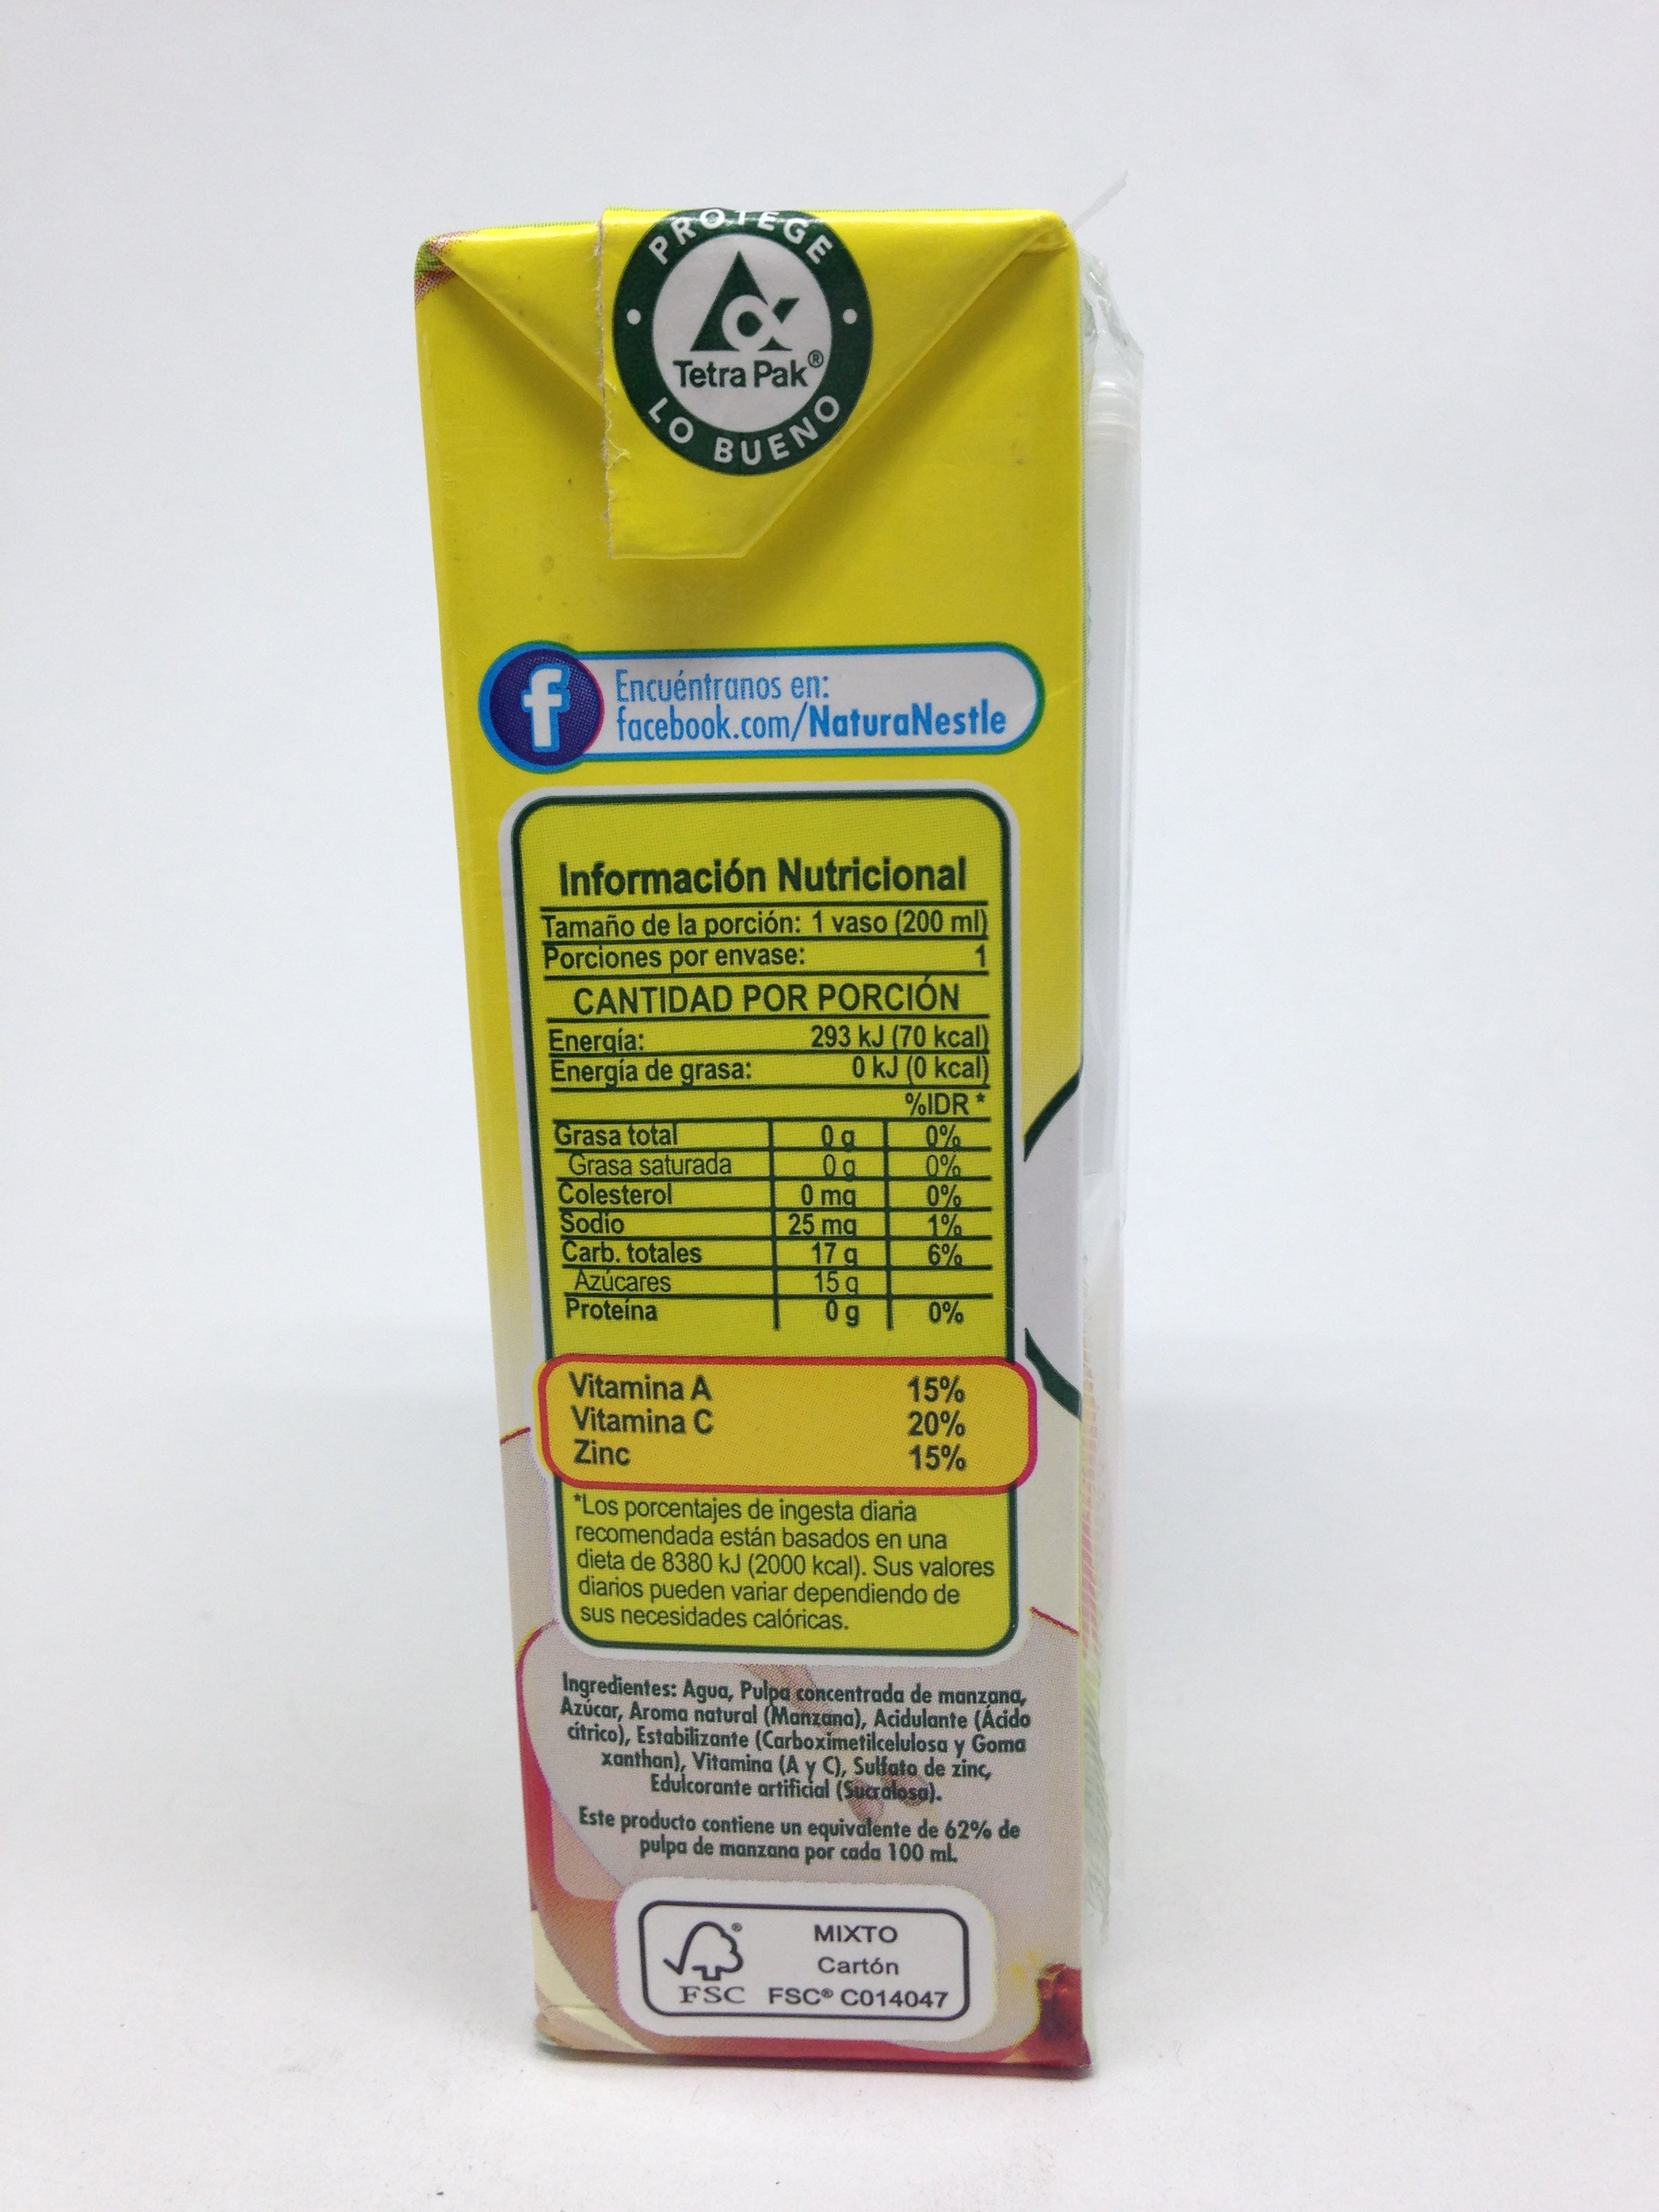 PROTEGE
Tetra Pak®
LO BUENO
f
Encuéntranos en:
facebook.com/NaturaNestle
Información Nutricional
Tamaño de la porción: 1 vaso (200 ml)
Porciones por envase: 1
CANTIDAD POR PORCIÓN
Energía: 293 kJ (70 kcal)
Energía de grasa: 0 kJ (0 kcal)
%IDR *
Grasa total 0 g 0%
Grasa saturada 0 g 0%
Colesterol 0 mg 0%
Sodio 25 mg 1%
Carb. totales 17 g 6%
Azúcares 15 g
Proteína 0 g 0%
Vitamina A 15%
Vitamina C 20%
Zinc 15%
*Los porcentajes de ingesta diaria
recomendada están basados en una
dieta de 8380 kJ (2000 kcal). Sus valores
diarios pueden variar dependiendo de
sus necesidades calóricas.
Ingredientes: Agua, Pulpa concentrada de manzana,
Azúcar, Aroma natural (Manzana), Acidulante (Ácido
cítrico), Estabilizante (Carboximetilcelulosa y Goma
xanthan), Vitamina (A y C), Sulfato de zinc,
Edulcorante artificial (Sucralosa).
Este producto contiene un equivalente de 62% de
pulpa de manzana por cada 100 ml.
MIXTO
Cartón
FSC FSC® C014047